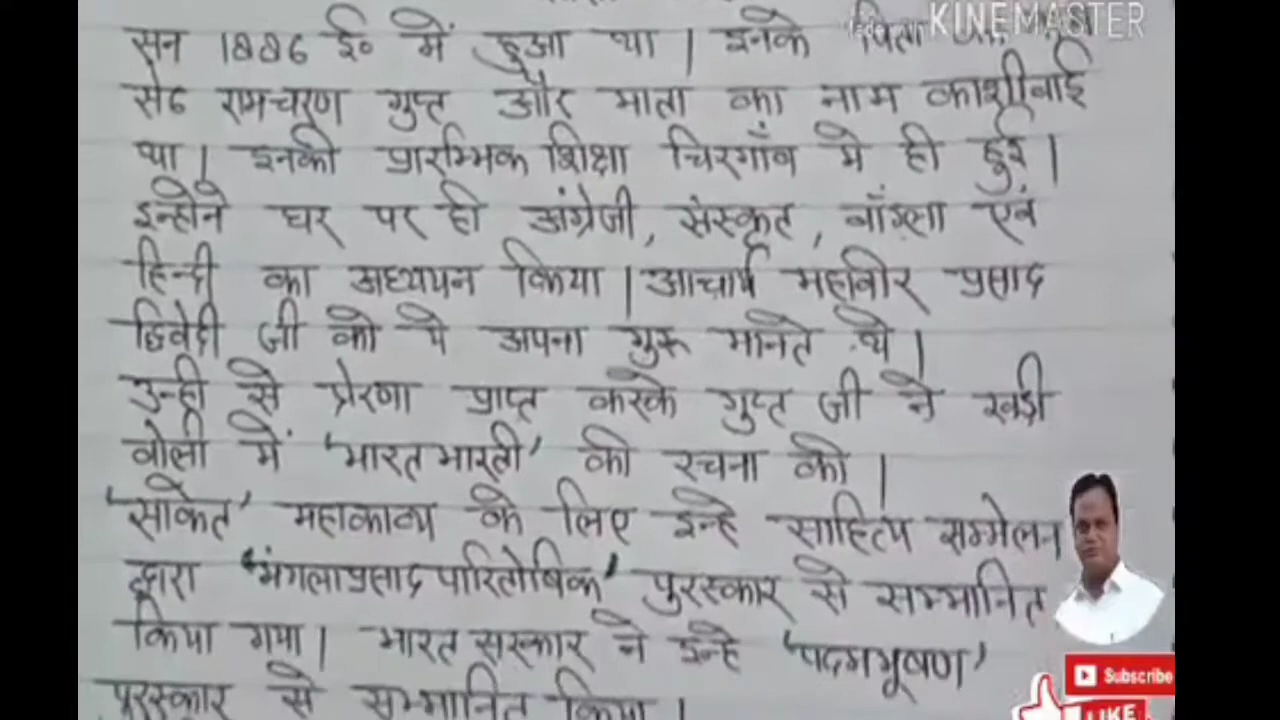 KINEMASTER
सन 1886 ई० में हुआ था । इनके पिता
सेठ रामचरण गुप्त और माता का नाम काशीबाई
था । इनकी प्रारम्भिक शिक्षा चिरगाँव मे ही हुई ।
इन्होने घर पर ही अंग्रेजी, संस्कृत, बाँग्ला एवं
हिन्दी का अध्ययन किया । आचार्य महावीर प्रसाद
द्विवेदी जी को ये अपना गुरू मानते थे ।
उन्ही से प्रेरणा प्राप्त करके गुप्त जी ने खड़ी
बोली में 'भारत भारती' की रचना की ।
'साकेत' महाकाव्य के लिए इन्हे साहित्य सम्मेलन
द्वारा 'मंगलाप्रसाद पारितोषिक' पुरस्कार से सम्मानित
किया गया । भारत सरकार ने इन्हे 'पदमभूषण'
पुरस्कार से सम्मानित किया ।
Subscribe
LIKE